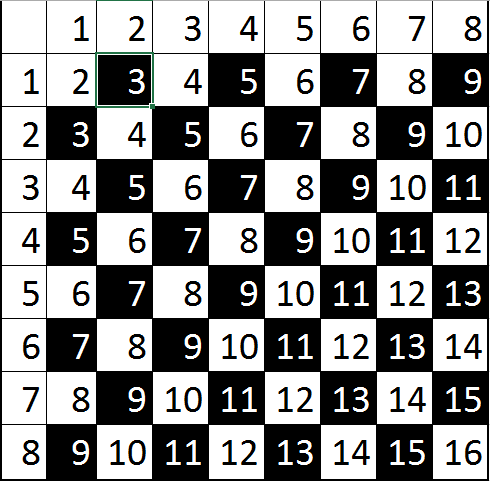 1 2 3 4 5 6 7 8
1 2 3 4 5 6 7 8 9
2 3 4 5 6 7 8 9 10
3 4 5 6 7 8 9 10 11
4 5 6 7 8 9 10 11 12
5 6 7 8 9 10 11 12 13
6 7 8 9 10 11 12 13 14
7 8 9 10 11 12 13 14 15
8 9 10 11 12 13 14 15 16